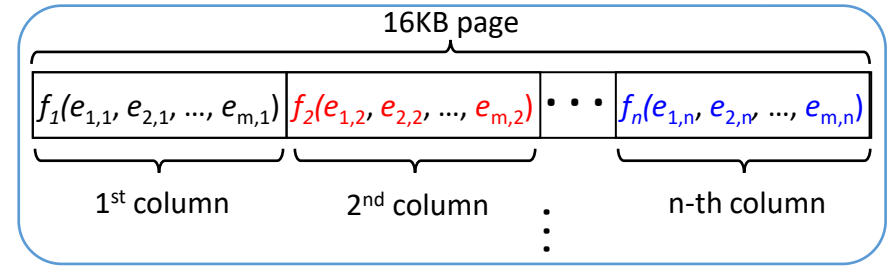 16KB page
f₁(e₁,₁, e₂,₁, ..., eₘ,₁) f₂(e₁,₂, e₂,₂, ..., eₘ,₂) · · · fₙ(e₁,ₙ, e₂,ₙ, ..., eₘ,ₙ)
1ˢᵗ column 2ⁿᵈ column n-th column